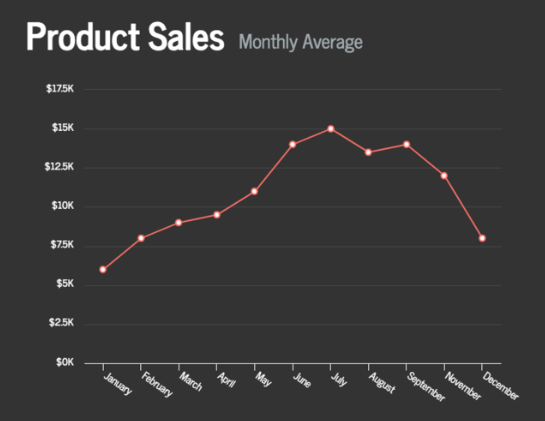 Product Sales Monthly Average
$17.5K
$15K
$12.5K
$10K
$7.5K
$5K
$2.5K
$0K
January February March April May June July August September November December